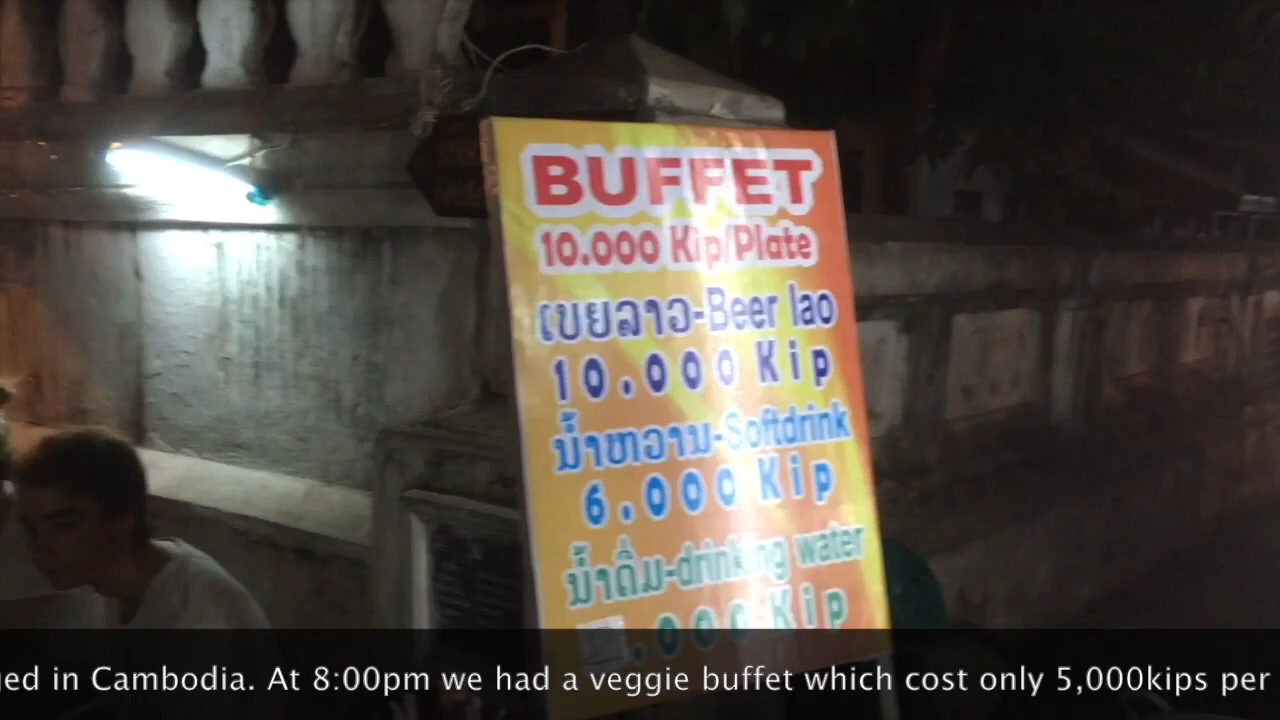 BUFFET
10.000 Kip/Plate
ເບຍລາວ-Beer lao
10.000 Kip
ນ້ຳຫວານ-Softdrink
6.000 Kip
ນ້ຳດື່ມ-drinking water
.000 Kip
in Cambodia. At 8:00pm we had a veggie buffet which cost only 5,000kips per